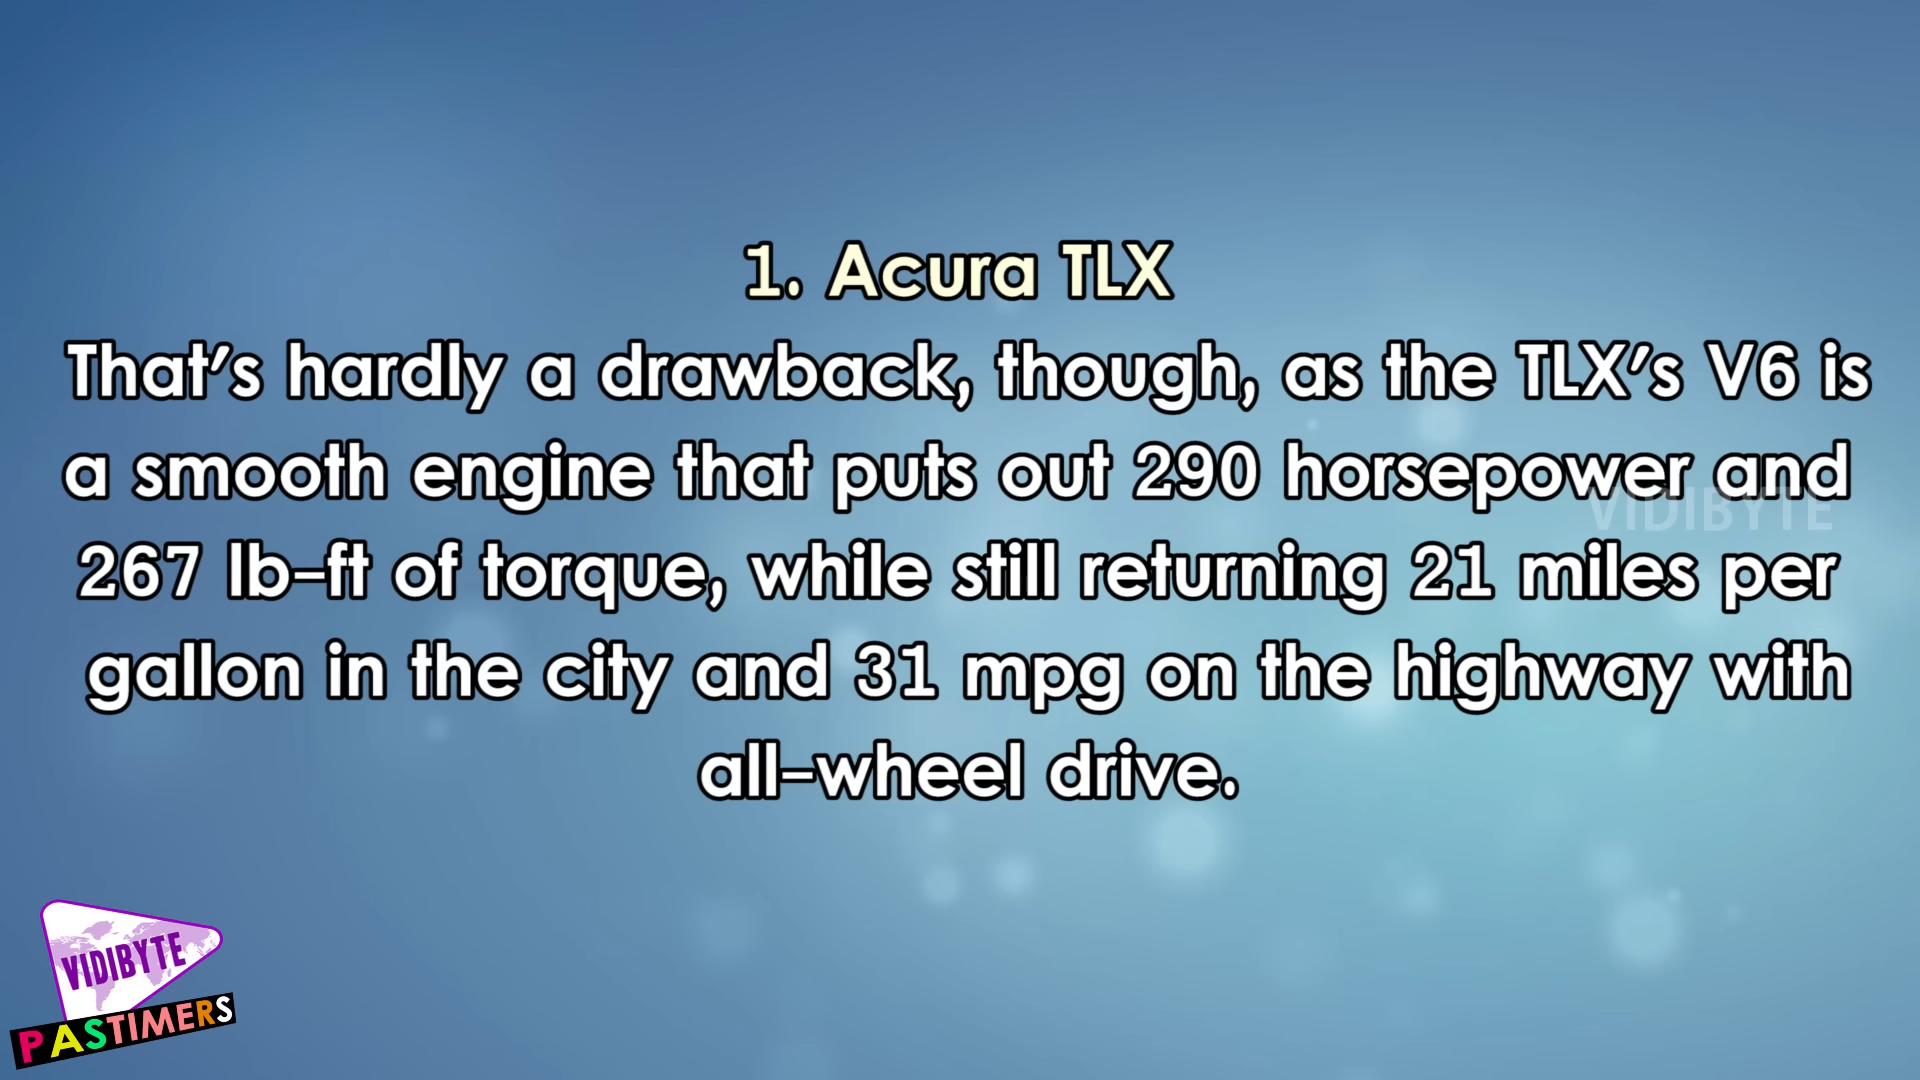 1. Acura TLX
That's hardly a drawback, though, as the TLX's V6 is
a smooth engine that puts out 290 horsepower and
VIDIBYTE
267 lb-ft of torque, while still returning 21 miles per
gallon in the city and 31 mpg on the highway with
all-wheel drive.
VIDIBYTE
PASTIMERS